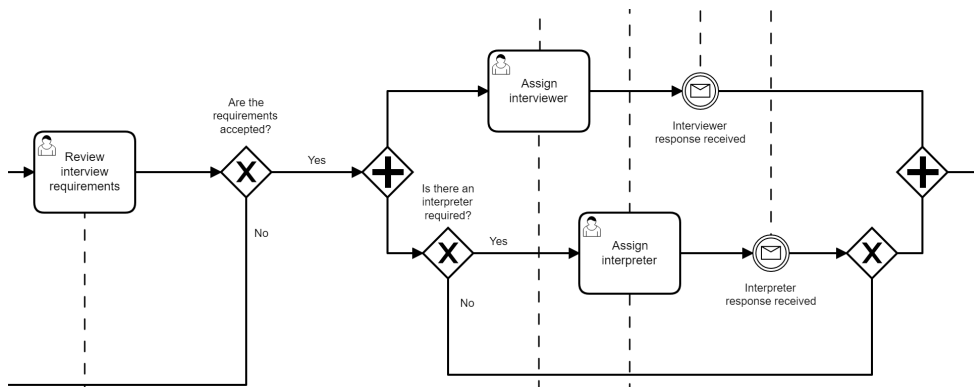 Review
interview
requirements
Are the
requirements
accepted?
Yes
No
Assign
interviewer
Interviewer
response received
Is there an
interpreter
required?
Yes
No
Assign
interpreter
Interpreter
response received